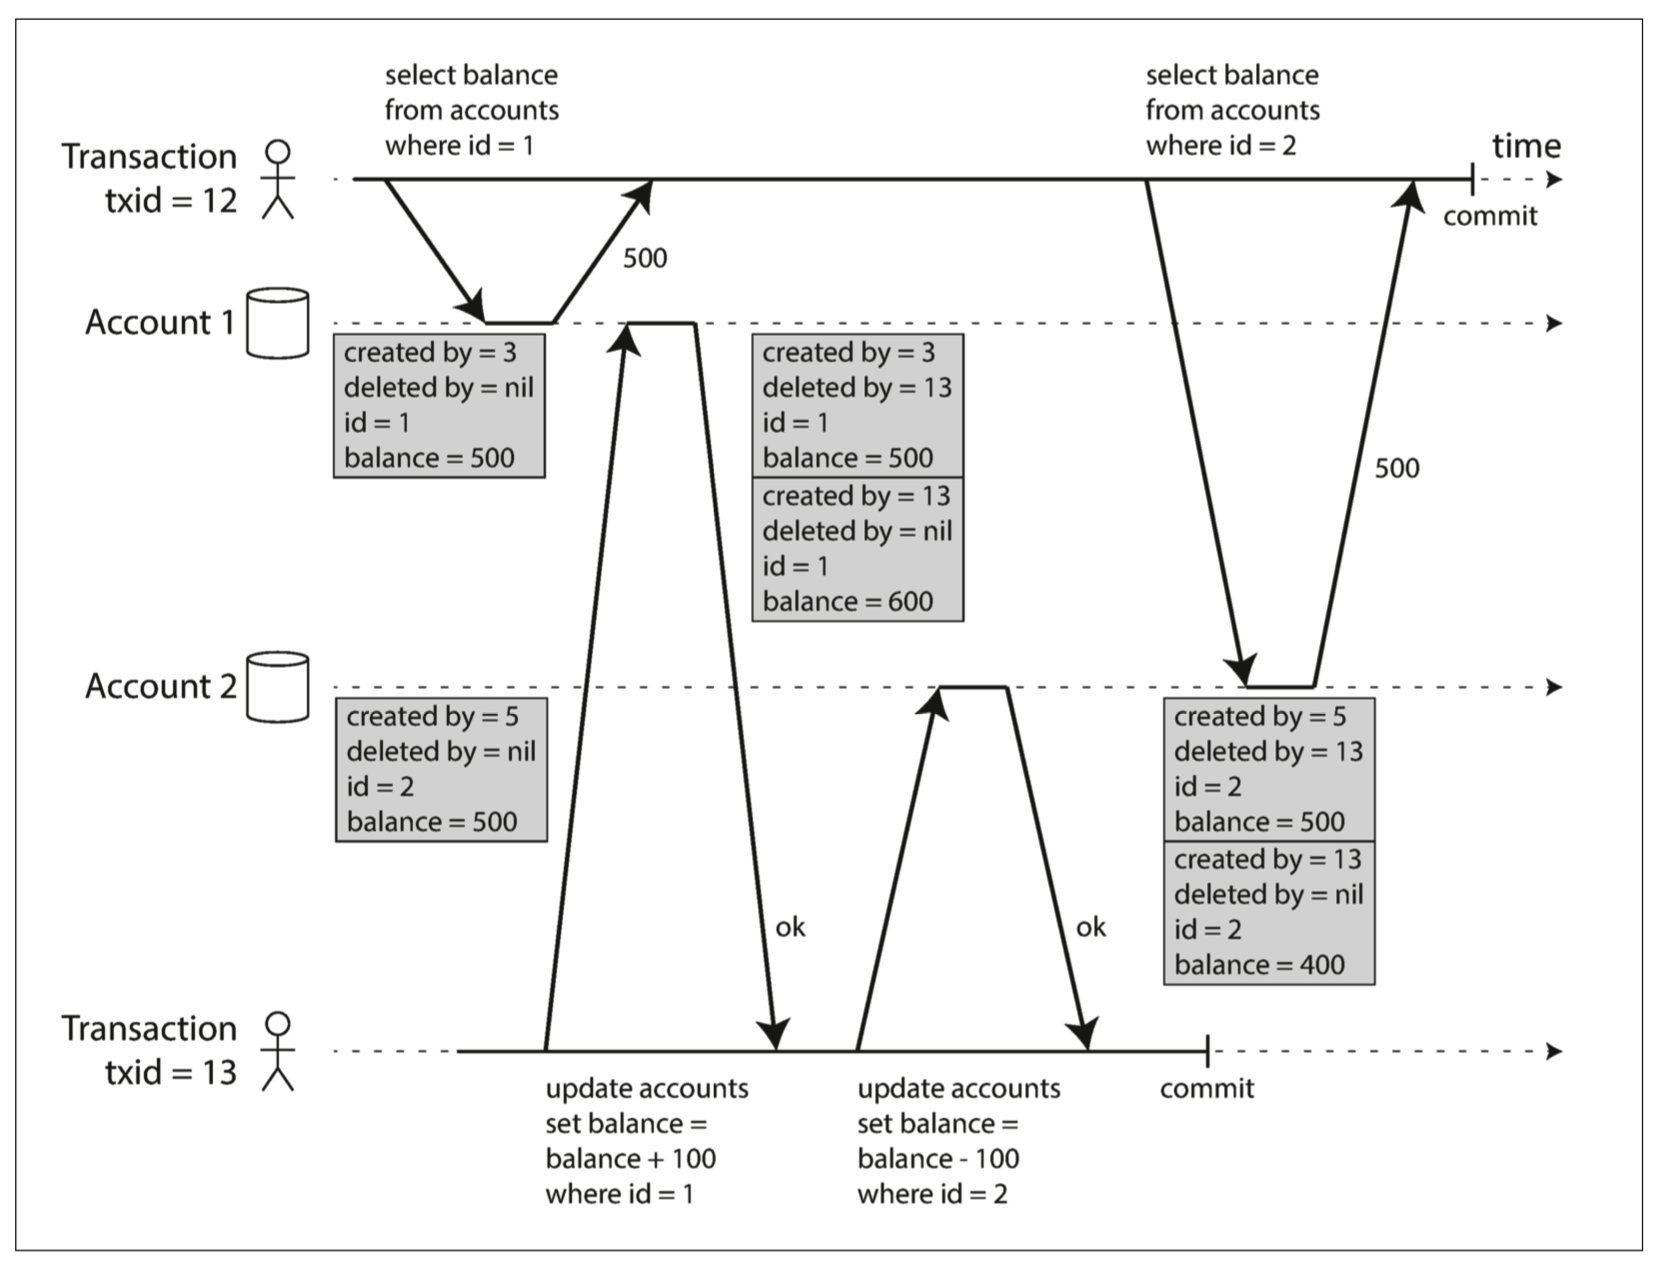 select balance
from accounts
where id = 1
select balance
from accounts
where id = 2
time
Transaction
txid = 12
commit
500
Account 1
created by = 3
deleted by = nil
id = 1
balance = 500
created by = 3
deleted by = 13
id = 1
balance = 500
created by = 13
deleted by = nil
id = 1
balance = 600
500
Account 2
created by = 5
deleted by = nil
id = 2
balance = 500
created by = 5
deleted by = 13
id = 2
balance = 500
created by = 13
deleted by = nil
id = 2
balance = 400
ok
ok
Transaction
txid = 13
update accounts
set balance =
balance + 100
where id = 1
update accounts
set balance =
balance - 100
where id = 2
commit